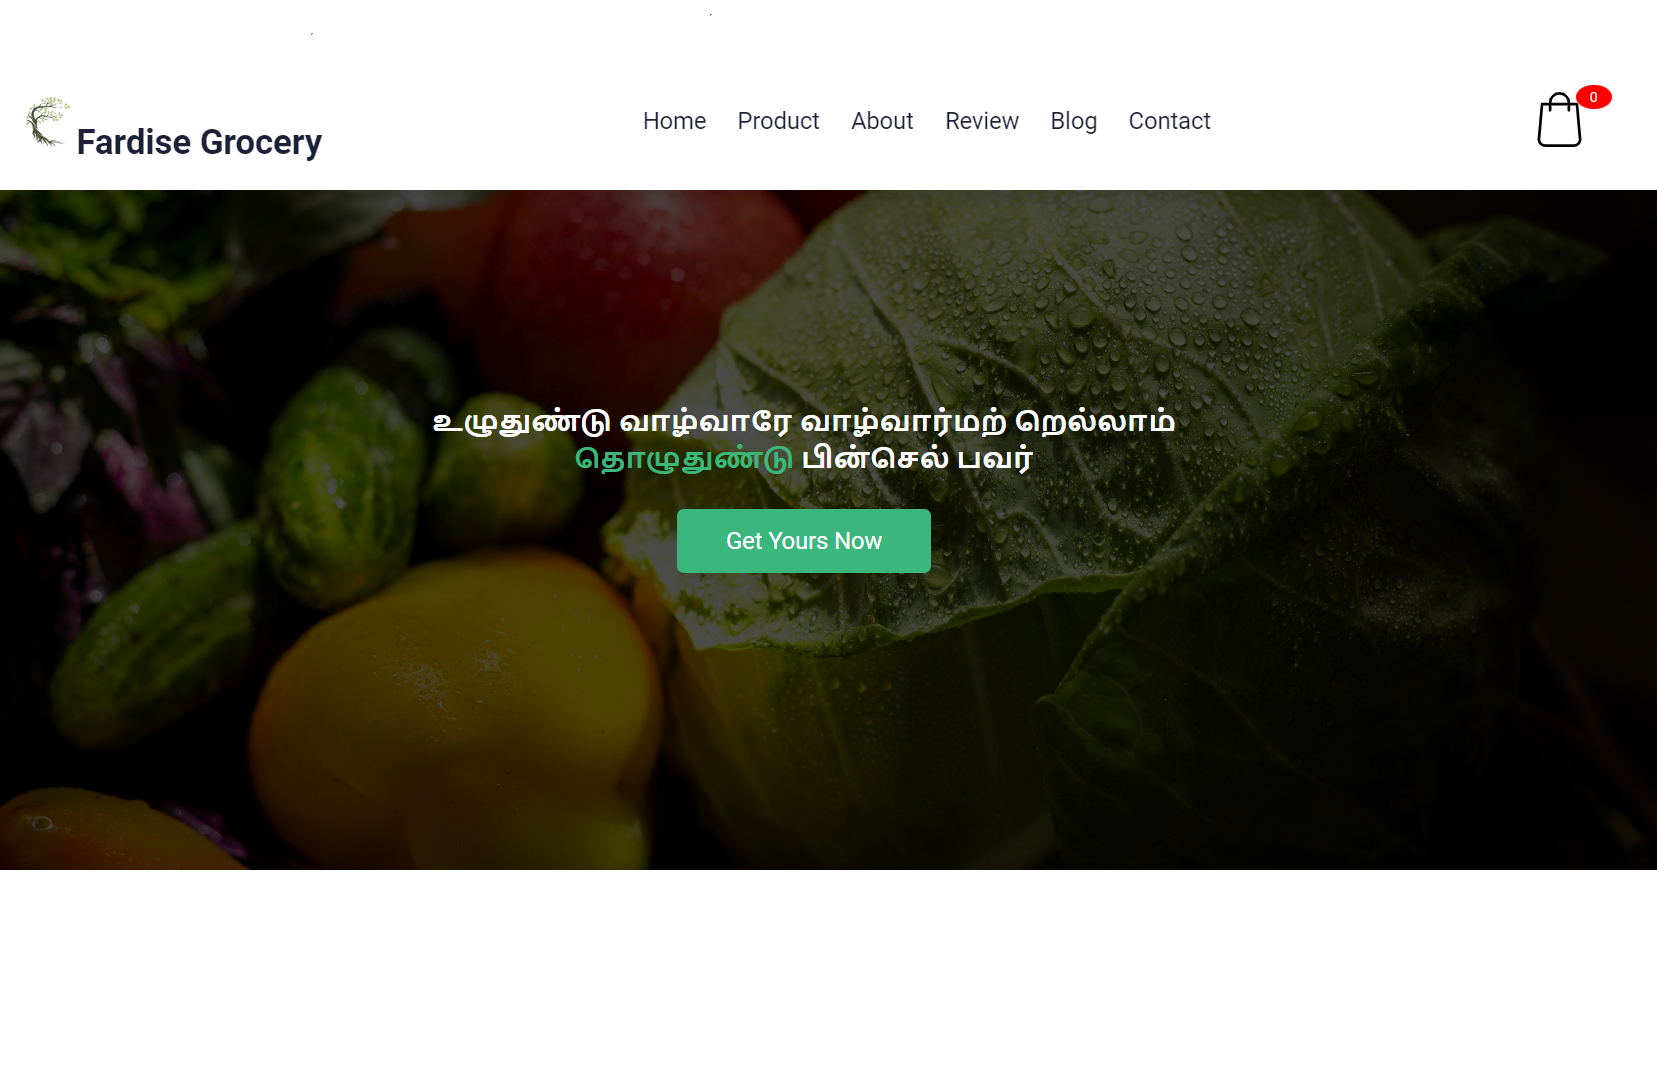 Fardise Grocery
Home Product About Review Blog Contact
0
உழுதுண்டு வாழ்வாரே வாழ்வார்மற் றெல்லாம்
தொழுதுண்டு பின்செல் பவர்
Get Yours Now